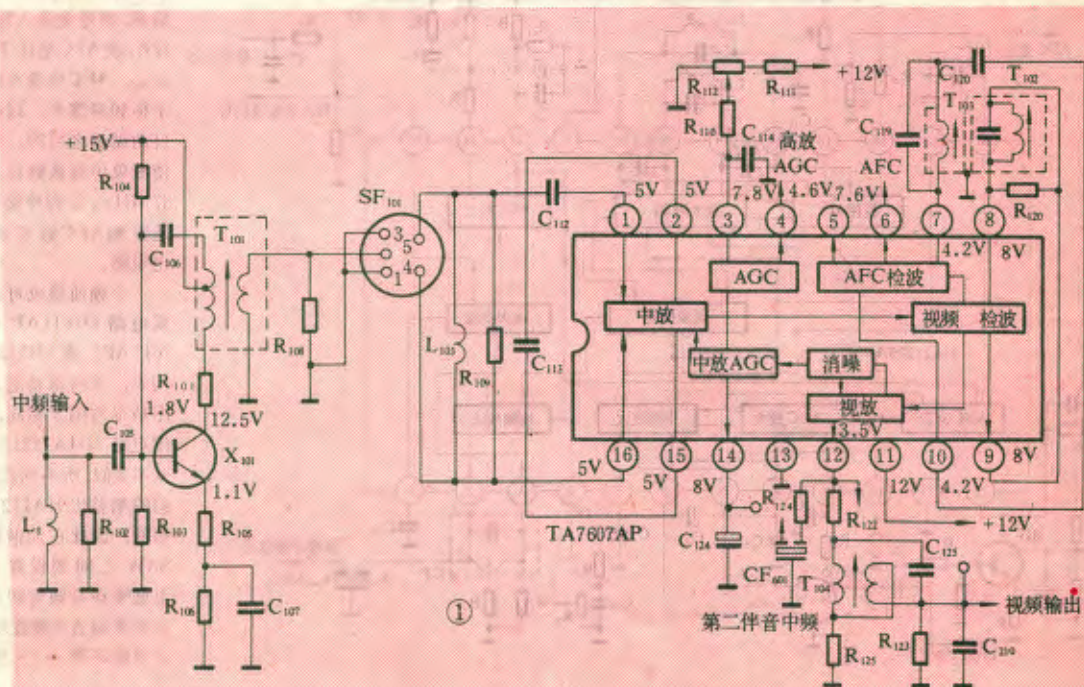 +12V
R112
R111
R110
C114
高放
AGC
AFC
C120
T102
T103
C119
R120
+15V
R104
T101
C106
SF101
3
5
4
1
C112
5V
5V
7.8V
4.6V
7.6V
1
2
3
4
5
6
7
8
4.2V
8V
AGC
AFC检波
中放
视频 检波
中放AGC
消噪
视放
3.5V
R108
L103
R109
C113
R101
12.5V
1.8V
中频输入
C105
X101
1.1V
R102
R103
R105
R106
C107
①
16
15
14
13
12
11
10
9
5V
5V
8V
12V
4.2V
8V
TA7607AP
R124
R122
+12V
C124
CF601
T104
C125
第二伴音中频
视频输出
R125
R123
C210